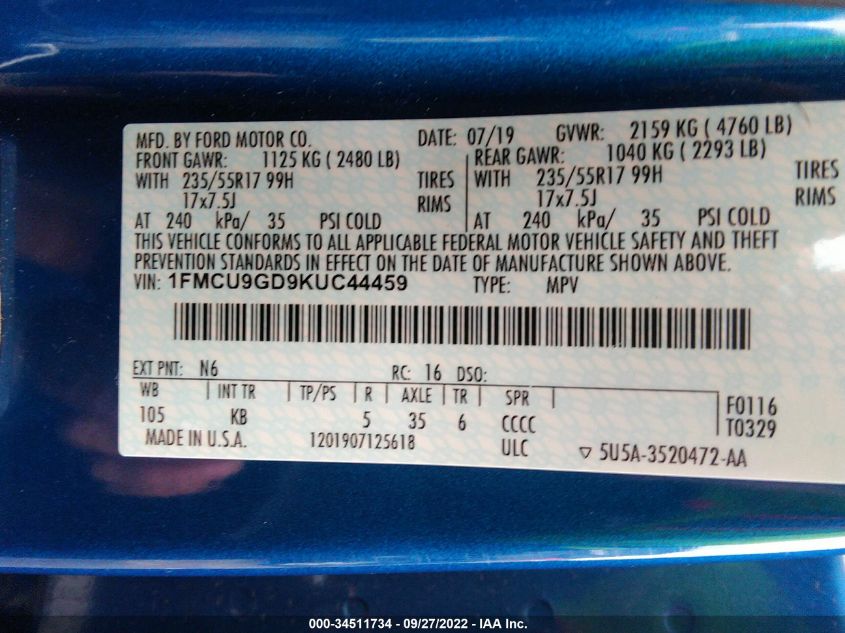 MFD. BY FORD MOTOR CO. DATE: 07/19 GVWR: 2159 KG ( 4760 LB)
FRONT GAWR: 1125 KG ( 2480 LB) REAR GAWR: 1040 KG ( 2293 LB)
WITH 235/55R17 99H TIRES WITH 235/55R17 99H TIRES
17x7.5J RIMS 17x7.5J RIMS
AT 240 kPa/ 35 PSI COLD AT 240 kPa/ 35 PSI COLD
THIS VEHICLE CONFORMS TO ALL APPLICABLE FEDERAL MOTOR VEHICLE SAFETY AND THEFT
PREVENTION STANDARDS IN EFFECT ON THE DATE OF MANUFACTURE SHOWN ABOVE.
VIN: 1FMCU9GD9KUC44459 TYPE: MPV
EXT PNT: N6 RC: 16 DSO:
WB INT TR TP/PS R AXLE TR SPR F0116
105 KB 5 35 6 CCCC T0329
MADE IN U.S.A. 1201907125618 ULC ▽ 5U5A-3520472-AA
000-34511734 - 09/27/2022 - IAA Inc.